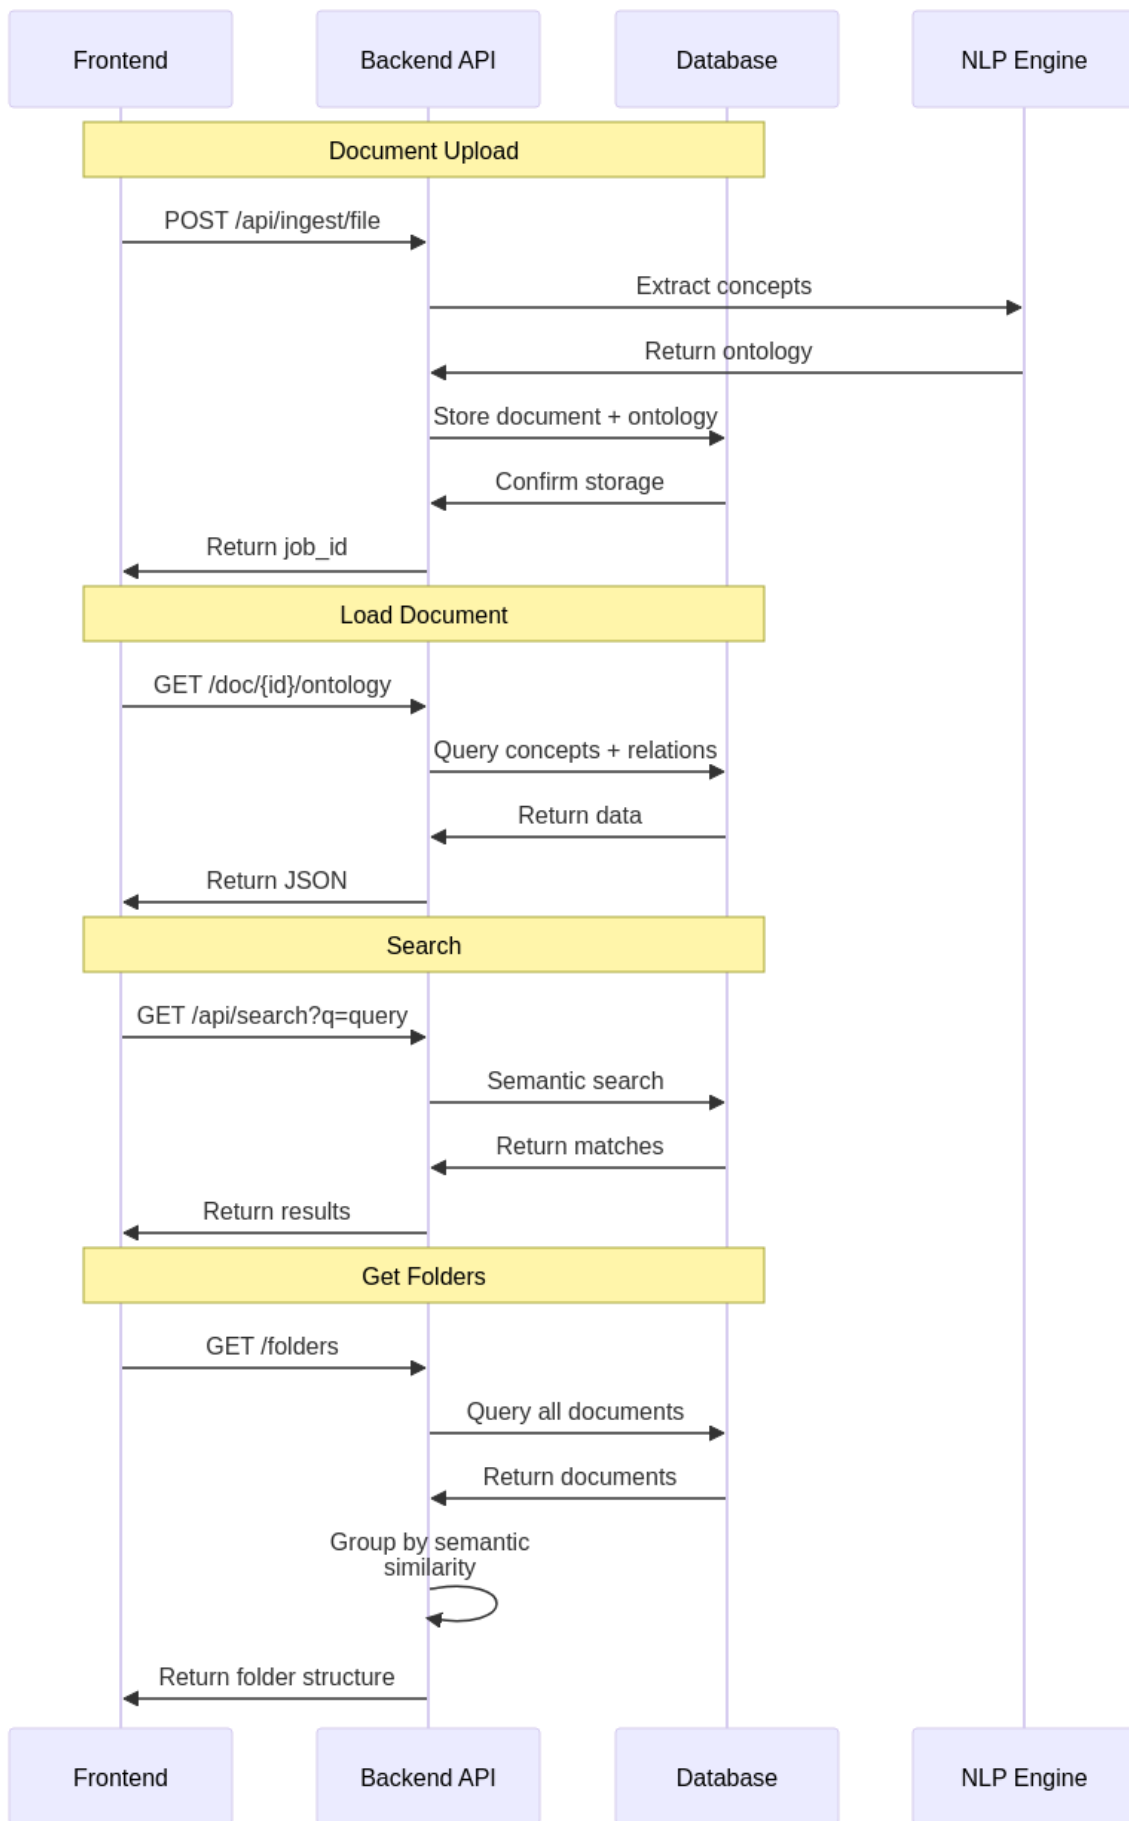 Frontend
Backend API
Database
NLP Engine
Document Upload
POST /api/ingest/file
Extract concepts
Return ontology
Store document + ontology
Confirm storage
Return job_id
Load Document
GET /doc/{id}/ontology
Query concepts + relations
Return data
Return JSON
Search
GET /api/search?q=query
Semantic search
Return matches
Return results
Get Folders
GET /folders
Query all documents
Return documents
Group by semantic
similarity
Return folder structure
Frontend
Backend API
Database
NLP Engine